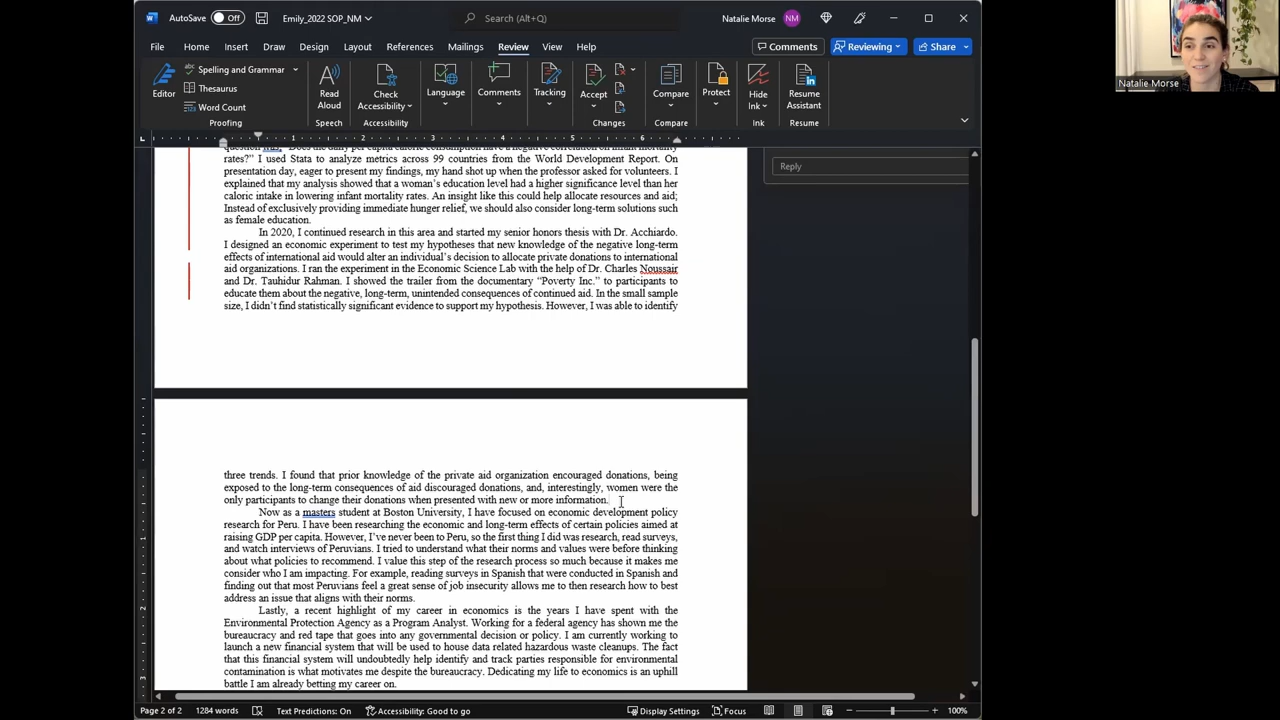 AutoSave Off Emily_2022 SOP_NM Search (Alt+Q) Natalie Morse NM
File Home Insert Draw Design Layout References Mailings Review View Help Comments Reviewing Share
Editor Spelling and Grammar Thesaurus Word Count Read Aloud Check Accessibility Language Comments Tracking Accept Compare Protect Hide Ink Resume Assistant
Proofing Speech Accessibility Changes Compare Ink Resume
1 2 3 4 5 6
Reply
rates?” I used Stata to analyze metrics across 99 countries from the World Development Report. On
presentation day, eager to present my findings, my hand shot up when the professor asked for volunteers. I
explained that my analysis showed that a woman’s education level had a higher significance level than her
caloric intake in lowering infant mortality rates. An insight like this could help allocate resources and aid;
Instead of exclusively providing immediate hunger relief, we should also consider long-term solutions such
as female education.
In 2020, I continued research in this area and started my senior honors thesis with Dr. Acchiardo.
I designed an economic experiment to test my hypotheses that new knowledge of the negative long-term
effects of international aid would alter an individual’s decision to allocate private donations to international
aid organizations. I ran the experiment in the Economic Science Lab with the help of Dr. Charles Noussair
and Dr. Tauhidur Rahman. I showed the trailer from the documentary “Poverty Inc.” to participants to
educate them about the negative, long-term, unintended consequences of continued aid. In the small sample
size, I didn’t find statistically significant evidence to support my hypothesis. However, I was able to identify
three trends. I found that prior knowledge of the private aid organization encouraged donations, being
exposed to the long-term consequences of aid discouraged donations, and, interestingly, women were the
only participants to change their donations when presented with new or more information.
Now as a masters student at Boston University, I have focused on economic development policy
research for Peru. I have been researching the economic and long-term effects of certain policies aimed at
raising GDP per capita. However, I’ve never been to Peru, so the first thing I did was research, read surveys,
and watch interviews of Peruvians. I tried to understand what their norms and values were before thinking
about what policies to recommend. I value this step of the research process so much because it makes me
consider who I am impacting. For example, reading surveys in Spanish that were conducted in Spanish and
finding out that most Peruvians feel a great sense of job insecurity allows me to then research how to best
address an issue that aligns with their norms.
Lastly, a recent highlight of my career in economics is the years I have spent with the
Environmental Protection Agency as a Program Analyst. Working for a federal agency has shown me the
bureaucracy and red tape that goes into any governmental decision or policy. I am currently working to
launch a new financial system that will be used to house data related hazardous waste cleanups. The fact
that this financial system will undoubtedly help identify and track parties responsible for environmental
contamination is what motivates me despite the bureaucracy. Dedicating my life to economics is an uphill
battle I am already betting my career on.
Page 2 of 2 1284 words Text Predictions: On Accessibility: Good to go Display Settings Focus 100%
Natalie Morse